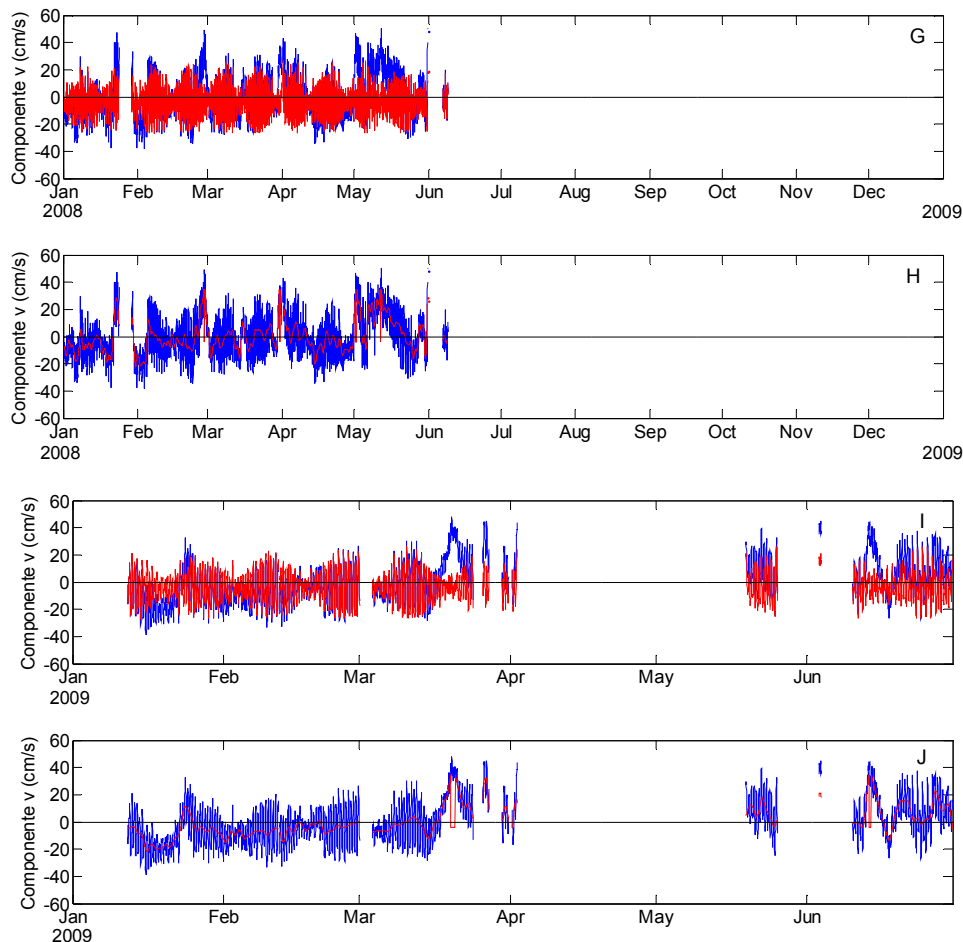 Componente v (cm/s)
60
40
20
0
-20
-40
-60
G
Jan Feb Mar Apr May Jun Jul Aug Sep Oct Nov Dec
2008 2009
Componente v (cm/s)
60
40
20
0
-20
-40
-60
H
Jan Feb Mar Apr May Jun Jul Aug Sep Oct Nov Dec
2008 2009
Componente v (cm/s)
60
40
20
0
-20
-40
-60
I
Jan Feb Mar Apr May Jun
2009
Componente v (cm/s)
60
40
20
0
-20
-40
-60
J
Jan Feb Mar Apr May Jun
2009